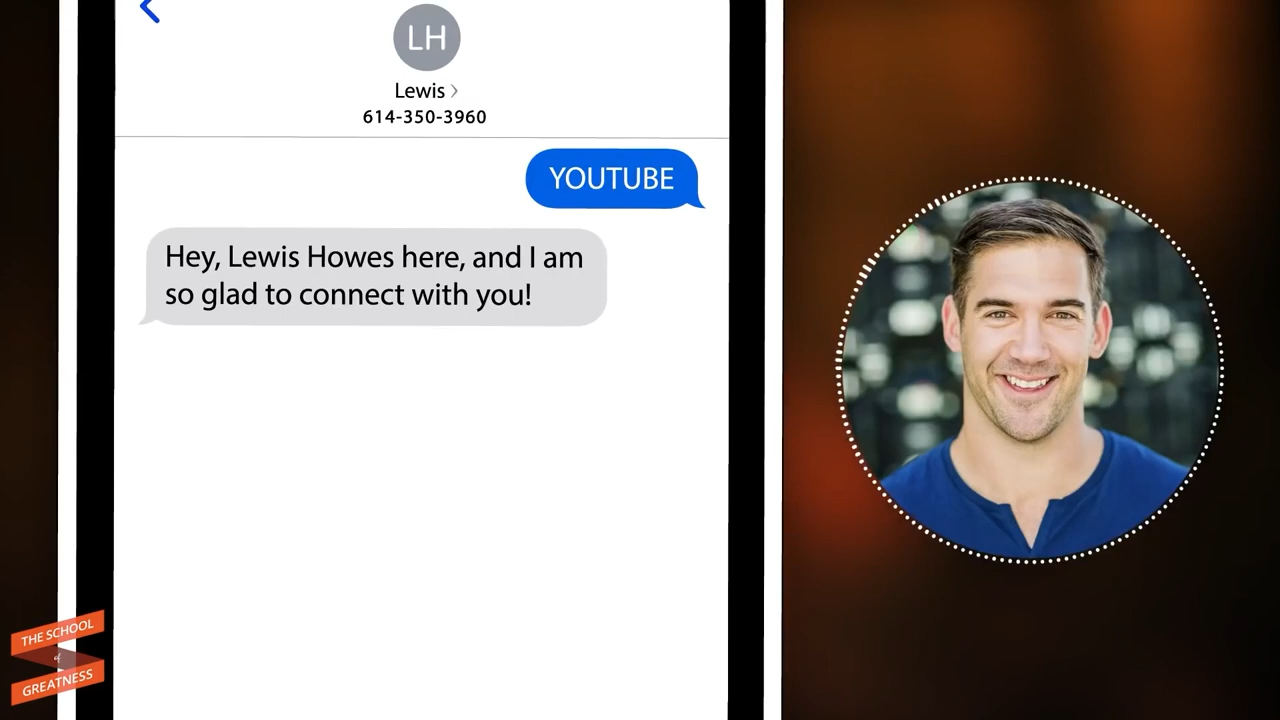 LH
Lewis
614-350-3960
YOUTUBE
Hey, Lewis Howes here, and I am
so glad to connect with you!
THE SCHOOL
of
GREATNESS